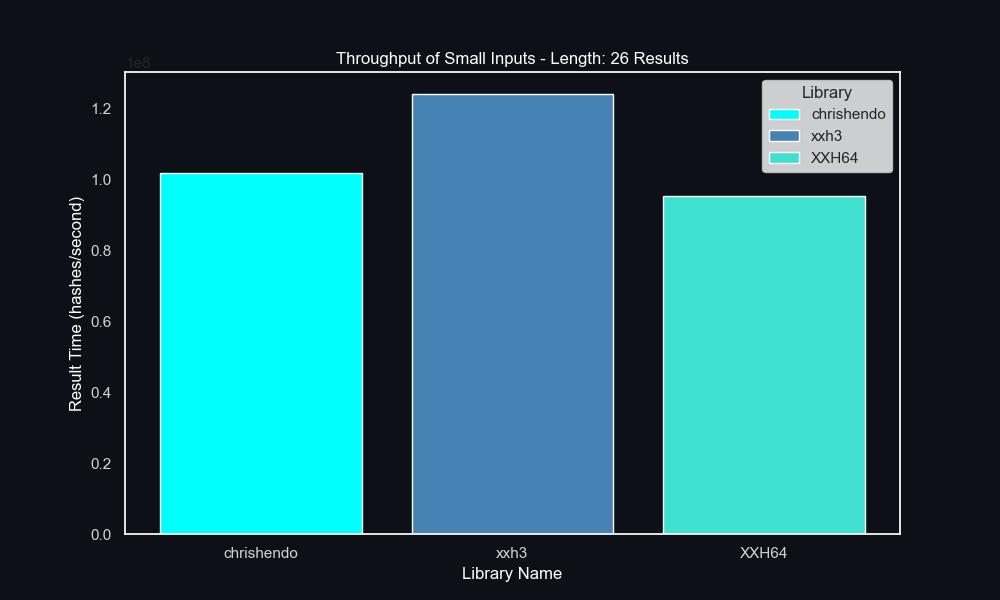 Throughput of Small Inputs - Length: 26 Results
1e8
Library
chrishendo
xxh3
XXH64
Result Time (hashes/second)
1.2
1.0
0.8
0.6
0.4
0.2
0.0
chrishendo
xxh3
XXH64
Library Name